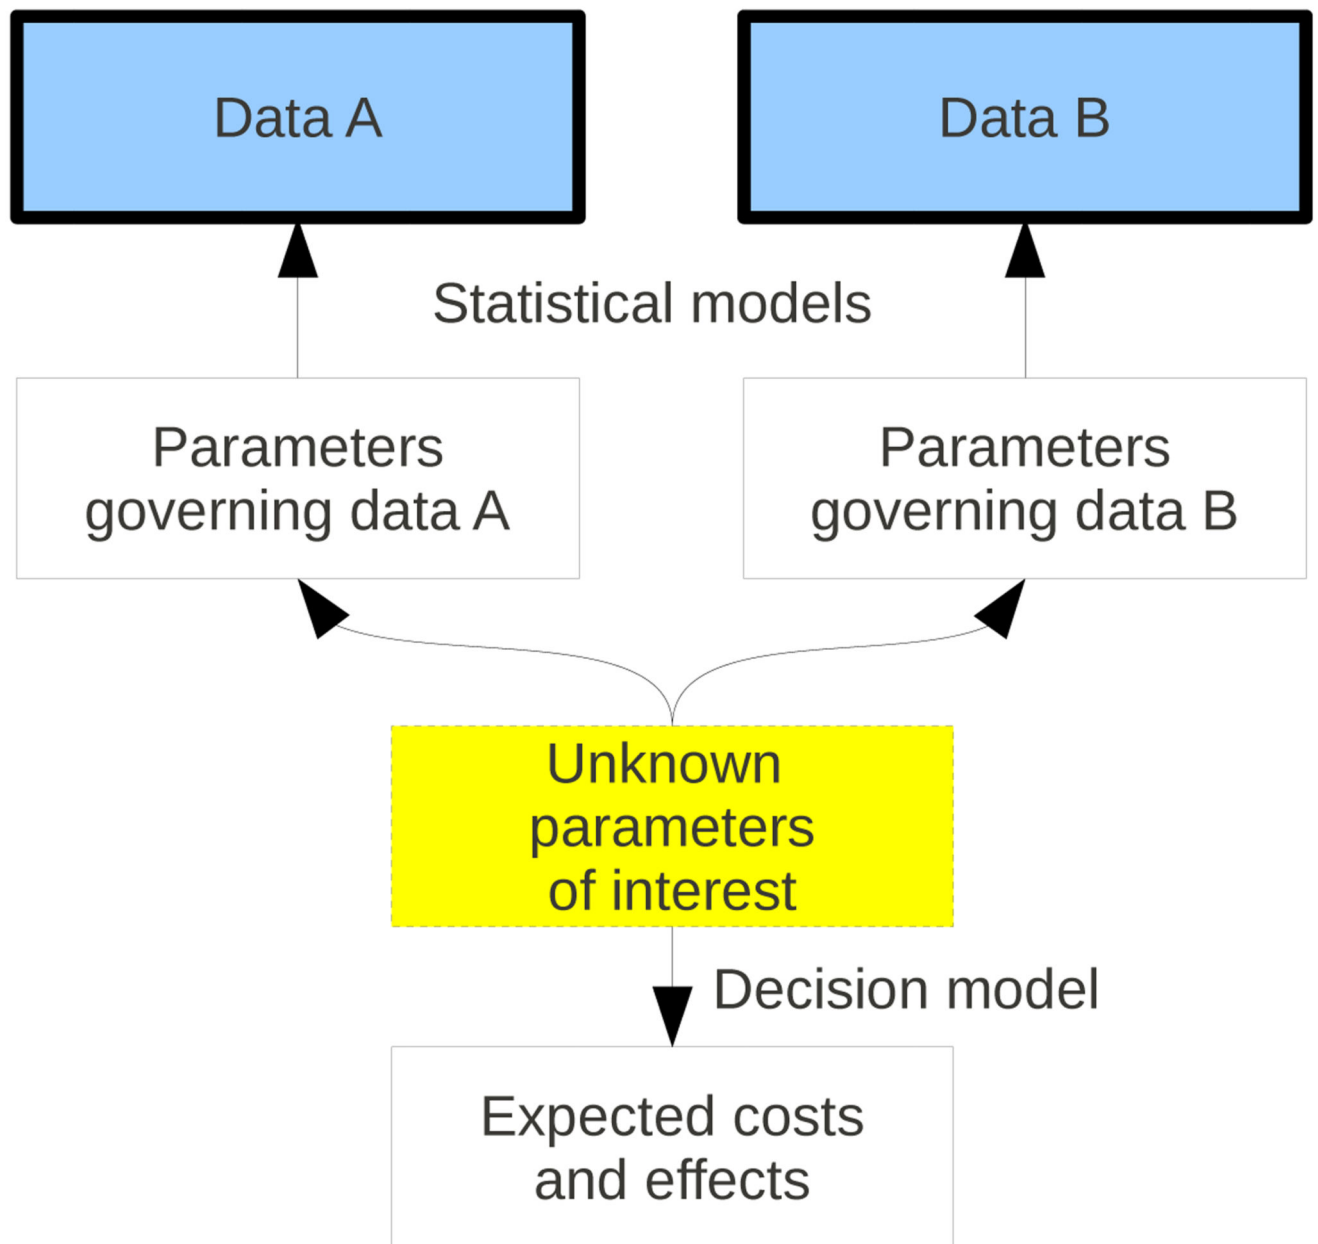 Data A
Data B
Statistical models
Parameters
governing data A
Parameters
governing data B
Unknown
parameters
of interest
Decision model
Expected costs
and effects